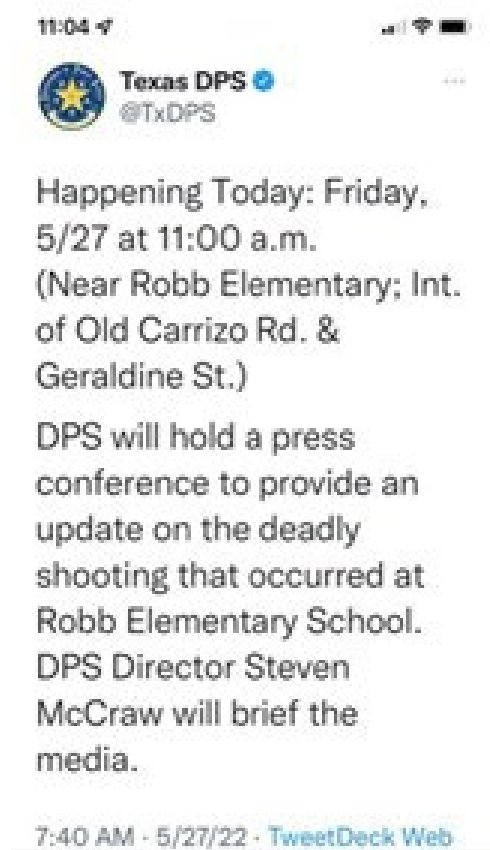 11:04
Texas DPS
@TxDPS
Happening Today: Friday,
5/27 at 11:00 a.m.
(Near Robb Elementary; Int.
of Old Carrizo Rd. &
Geraldine St.)
DPS will hold a press
conference to provide an
update on the deadly
shooting that occurred at
Robb Elementary School.
DPS Director Steven
McCraw will brief the
media.
7:40 AM · 5/27/22 · TweetDeck Web